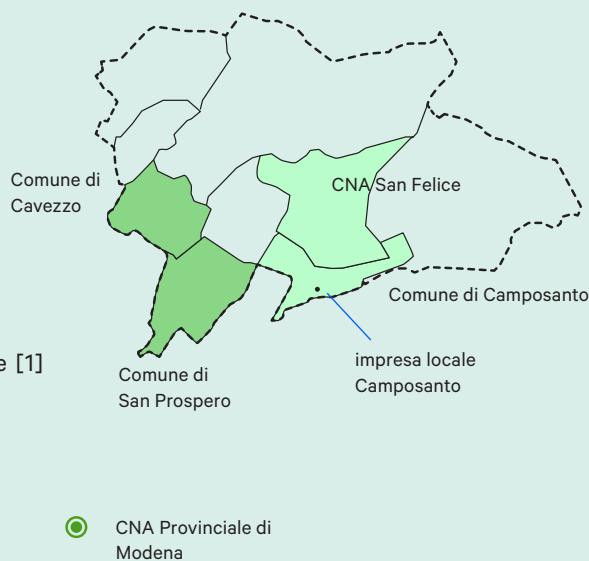 Comune di
Cavezzo
CNA San Felice
Comune di Camposanto
impresa locale
Camposanto
e [1]
Comune di
San Prospero
CNA Provinciale di
Modena